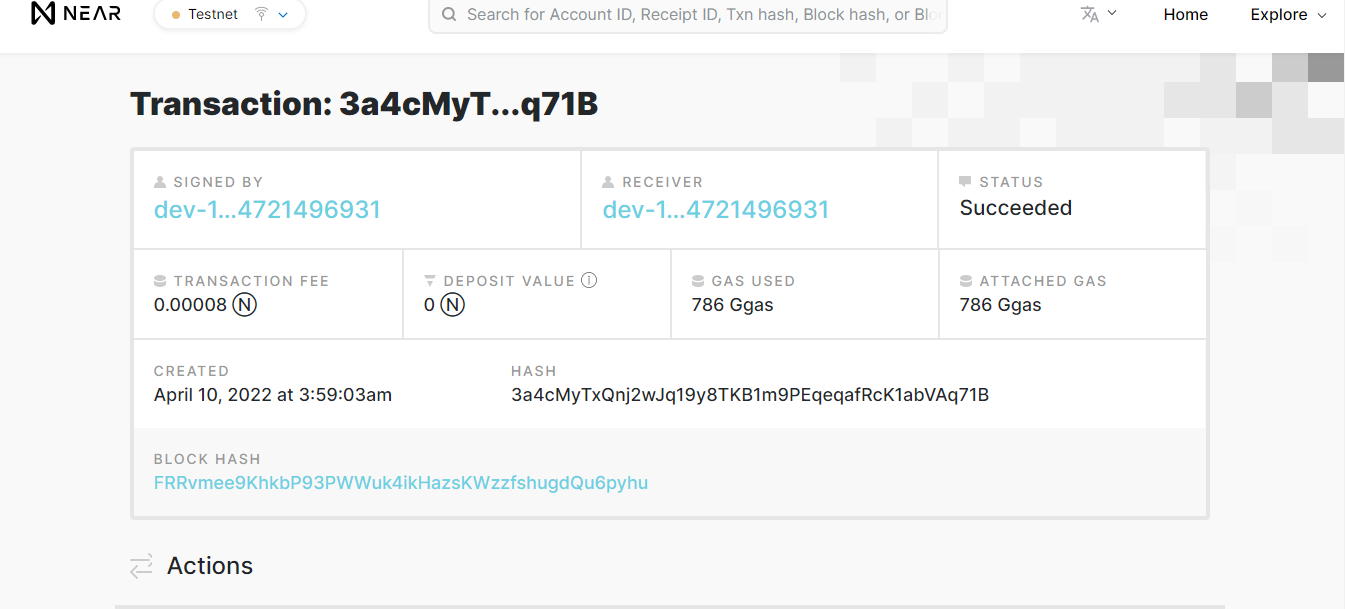 NEAR
Testnet
Search for Account ID, Receipt ID, Txn hash, Block hash, or Blo
Home
Explore
Transaction: 3a4cMyT...q71B
SIGNED BY
dev-1...4721496931
RECEIVER
dev-1...4721496931
STATUS
Succeeded
TRANSACTION FEE
0.00008 Ⓝ
DEPOSIT VALUE
0 Ⓝ
GAS USED
786 Ggas
ATTACHED GAS
786 Ggas
CREATED
April 10, 2022 at 3:59:03am
HASH
3a4cMyTxQnj2wJq19y8TKB1m9PEqeqafRcK1abVAq71B
BLOCK HASH
FRRvmee9KhkbP93PWWuk4ikHazsKWzzfshugdQu6pyhu
Actions